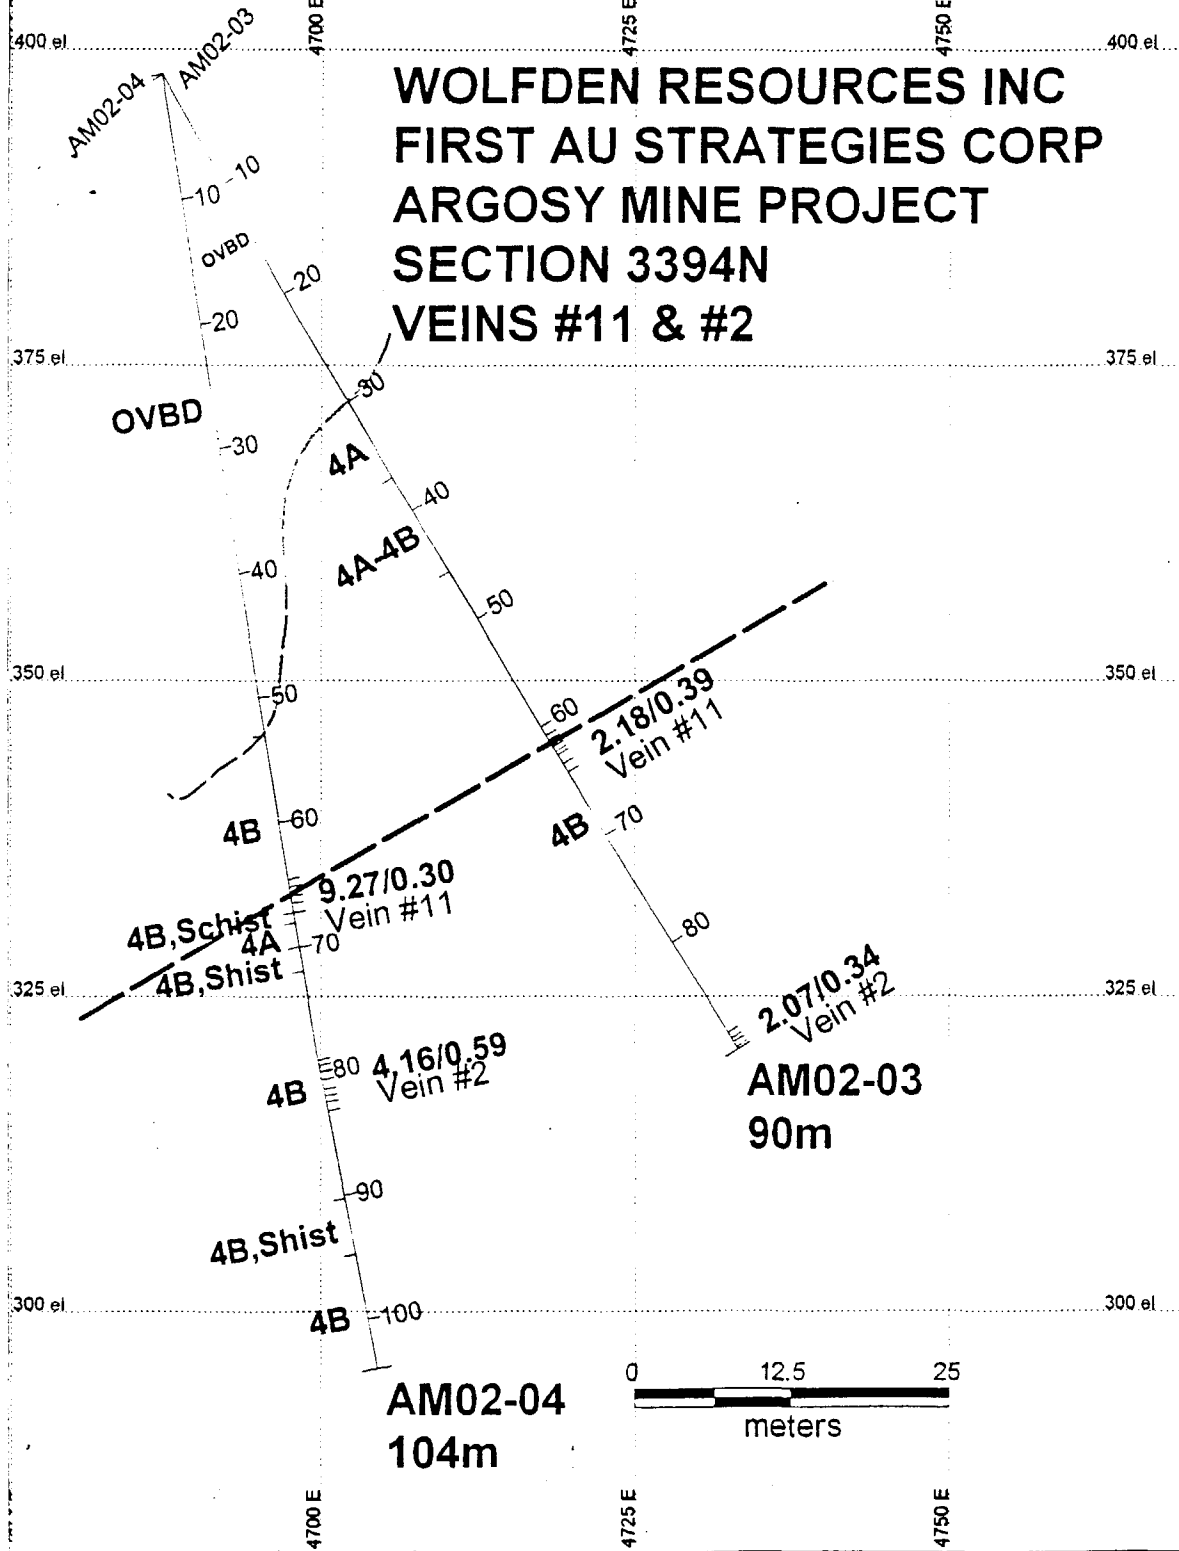 4700 E
4725 E
4750 E
400 el
400 el
AM02-04
AM02-03
WOLFDEN RESOURCES INC
FIRST AU STRATEGIES CORP
ARGOSY MINE PROJECT
SECTION 3394N
VEINS #11 & #2
10
10
OVBD
20
20
375 el
375 el
30
OVBD
30
4A
40
4A-4B
40
50
350 el
350 el
50
60
2.18/0.39
Vein #11
60
4B
70
4B
9.27/0.30
Vein #11
4B,Schist
4A
70
80
4B,Shist
325 el
325 el
2.07/0.34
Vein #2
80
4.16/0.59
Vein #2
4B
AM02-03
90m
90
4B,Shist
300 el
300 el
100
4B
0 12.5 25
meters
AM02-04
104m
4700 E
4725 E
4750 E